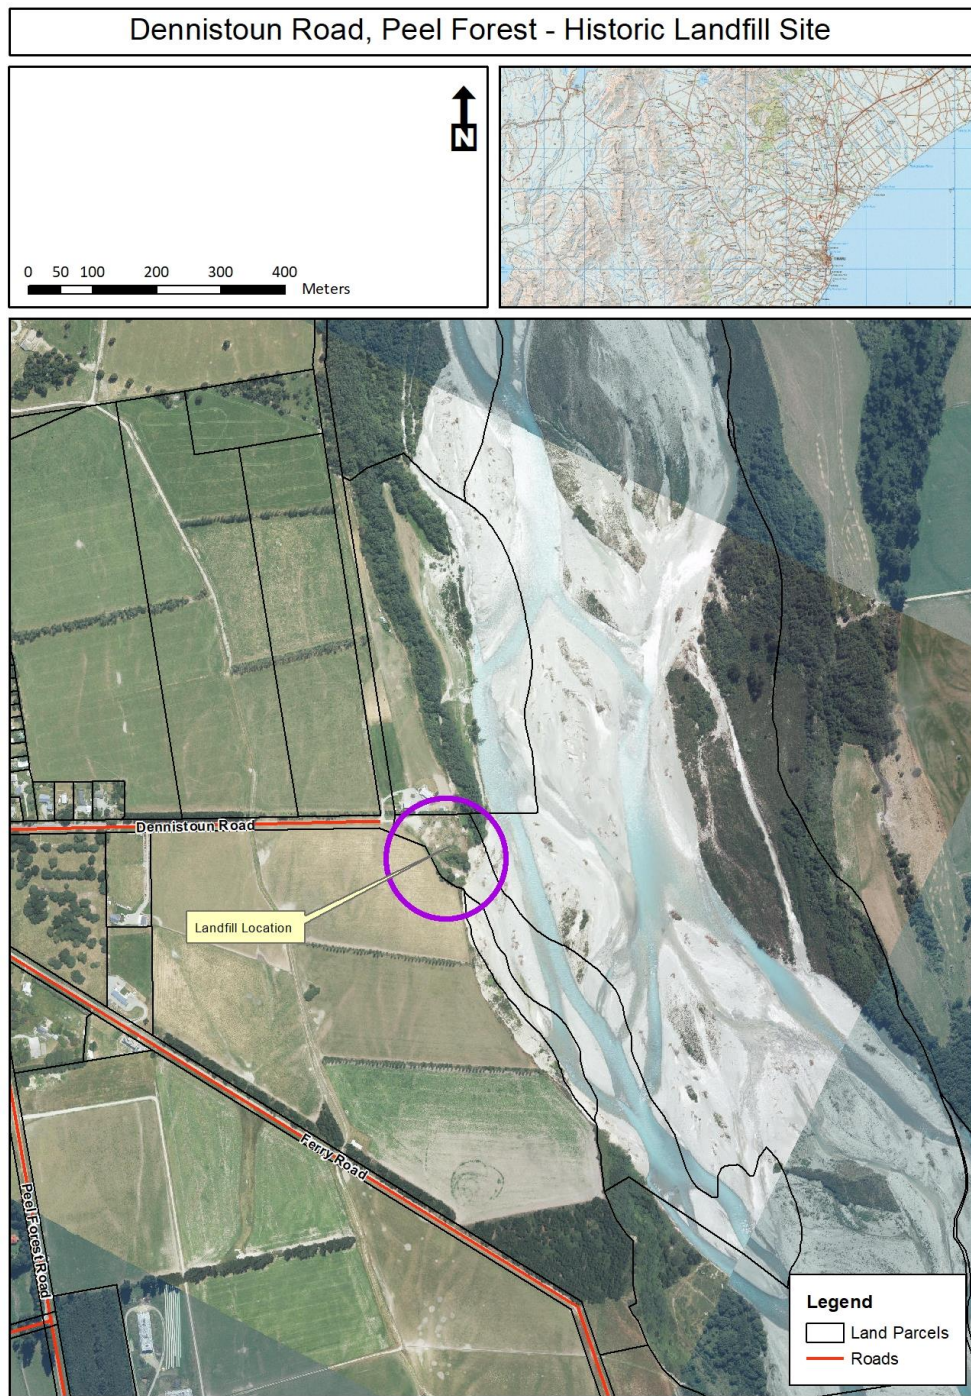 Dennistoun Road, Peel Forest - Historic Landfill Site
N
0 50 100 200 300 400
Meters
Dennistoun Road
Landfill Location
Ferry Road
Peel Forest Road
Legend
Land Parcels
Roads